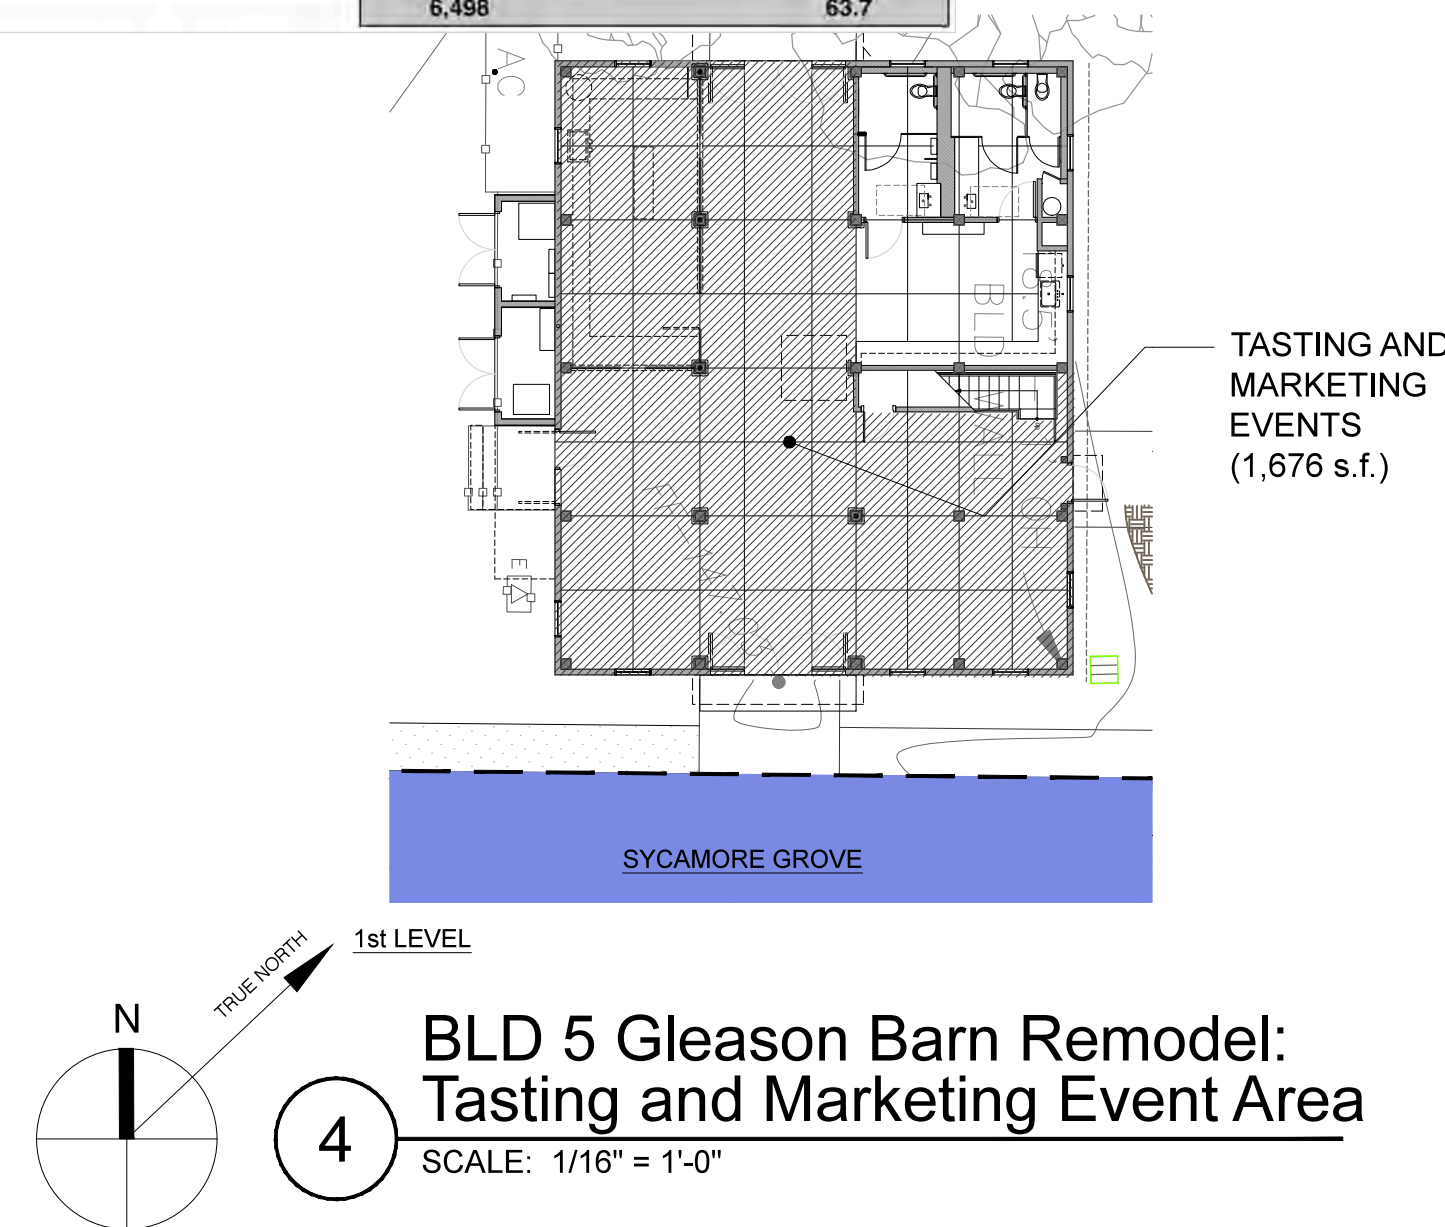 6,498 63.7
AC
BLD
TASTING AND
MARKETING
EVENTS
(1,676 s.f.)
E
SYCAMORE GROVE
1st LEVEL
TRUE NORTH
N
BLD 5 Gleason Barn Remodel:
Tasting and Marketing Event Area
4
SCALE: 1/16" = 1'-0"